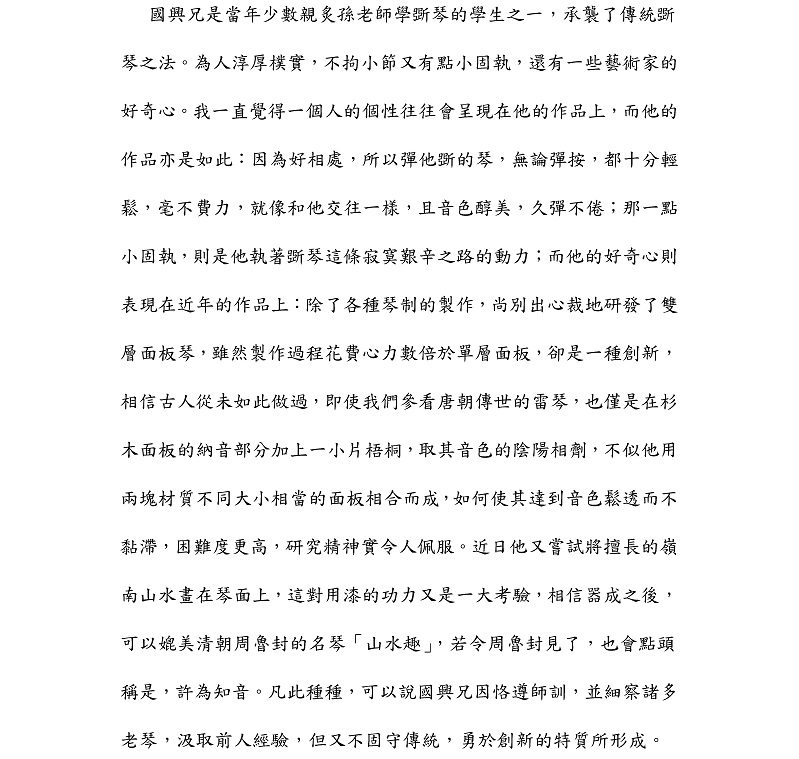 國興兄是當年少數親炙孫老師學斲琴的學生之一，承襲了傳統斲
琴之法。為人淳厚樸實，不拘小節又有點小固執，還有一些藝術家的
好奇心。我一直覺得一個人的個性往往會呈現在他的作品上，而他的
作品亦是如此：因為好相處，所以彈他斲的琴，無論彈按，都十分輕
鬆，毫不費力，就像和他交往一樣，且音色醇美，久彈不倦；那一點
小固執，則是他執著斲琴這條寂寞艱辛之路的動力；而他的好奇心則
表現在近年的作品上：除了各種琴制的製作，尚別出心裁地研發了雙
層面板琴，雖然製作過程花費心力數倍於單層面板，卻是一種創新，
相信古人從未如此做過，即使我們參看唐朝傳世的雷琴，也僅是在杉
木面板的納音部分加上一小片梧桐，取其音色的陰陽相劑，不似他用
兩塊材質不同大小相當的面板相合而成，如何使其達到音色鬆透而不
黏滯，困難度更高，研究精神實令人佩服。近日他又嘗試將擅長的嶺
南山水畫在琴面上，這對用漆的功力又是一大考驗，相信器成之後，
可以媲美清朝周魯封的名琴「山水趣」，若令周魯封見了，也會點頭
稱是，許為知音。凡此種種，可以說國興兄因恪遵師訓，並細察諸多
老琴，汲取前人經驗，但又不固守傳統，勇於創新的特質所形成。